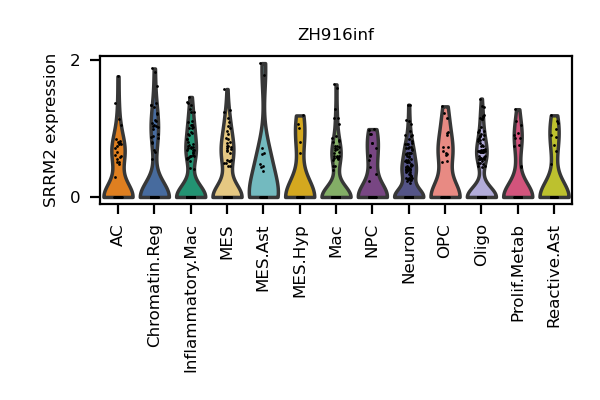 ZH916inf
SRRM2 expression
2
0
AC
Chromatin.Reg
Inflammatory.Mac
MES
MES.Ast
MES.Hyp
Mac
NPC
Neuron
OPC
Oligo
Prolif.Metab
Reactive.Ast